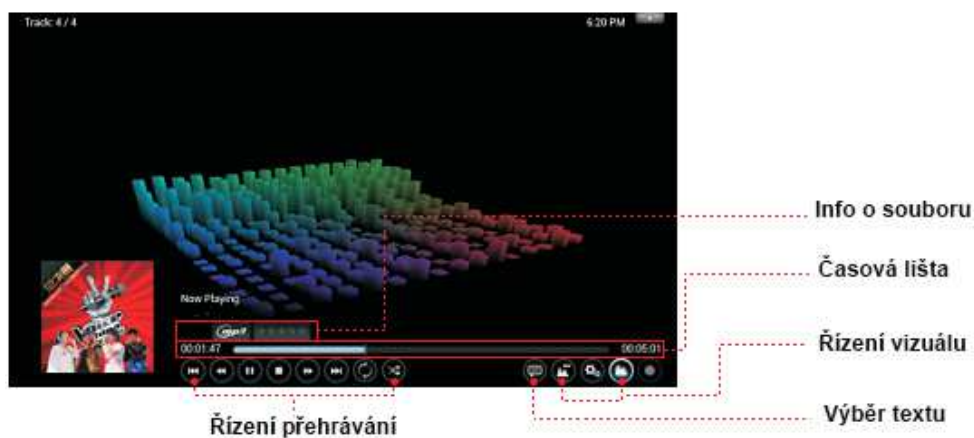 Track: 4 / 4
6:20 PM
Info o souboru
Časová lišta
Now Playing
mp3
00:01:47
00:05:01
Řízení vizuálu
Výběr textu
Řízení přehrávání